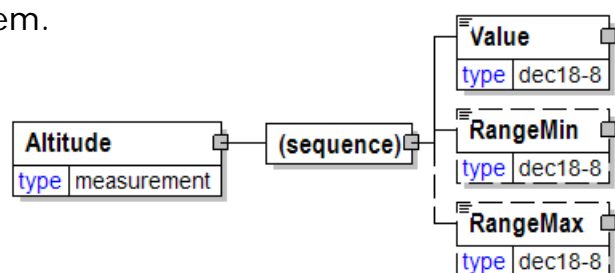 em.
Value
type dec18-8
Altitude
type measurement
(sequence)
RangeMin
type dec18-8
RangeMax
type dec18-8